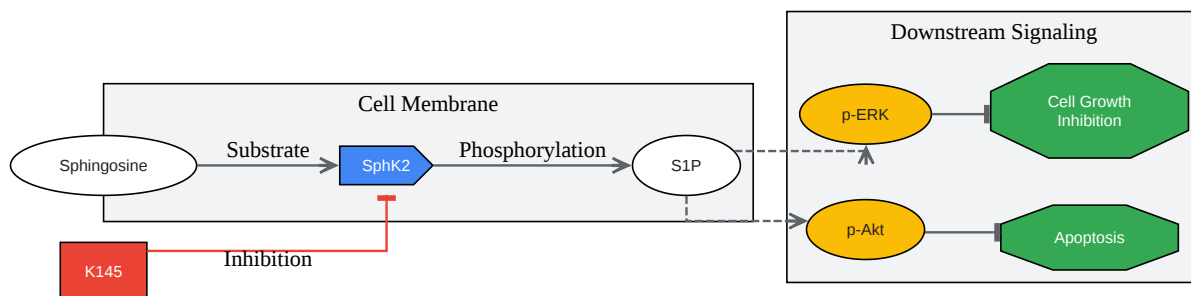 Downstream Signaling
Cell Membrane
Cell Growth
Inhibition
p-ERK
Sphingosine
Substrate
SphK2
Phosphorylation
S1P
p-Akt
Apoptosis
Inhibition
K145